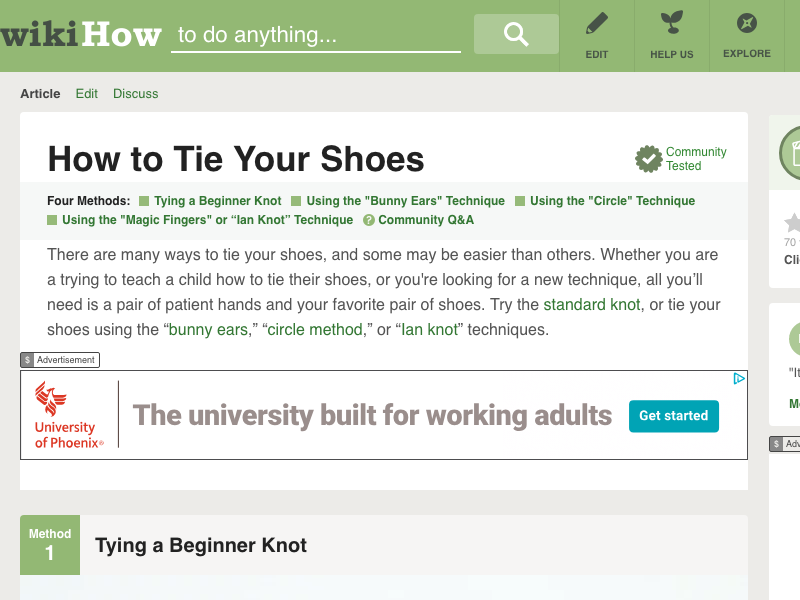 wikiHow to do anything...
EDIT
HELP US
EXPLORE
Article Edit Discuss
How to Tie Your Shoes
Community
Tested
Four Methods: Tying a Beginner Knot Using the "Bunny Ears" Technique Using the "Circle" Technique
Using the "Magic Fingers" or “Ian Knot” Technique ? Community Q&A
There are many ways to tie your shoes, and some may be easier than others. Whether you are
a trying to teach a child how to tie their shoes, or you're looking for a new technique, all you’ll
need is a pair of patient hands and your favorite pair of shoes. Try the standard knot, or tie your
shoes using the “bunny ears,” “circle method,” or “Ian knot” techniques.
$ Advertisement
University
of Phoenix®
The university built for working adults
Get started
Method
1
Tying a Beginner Knot
70
$